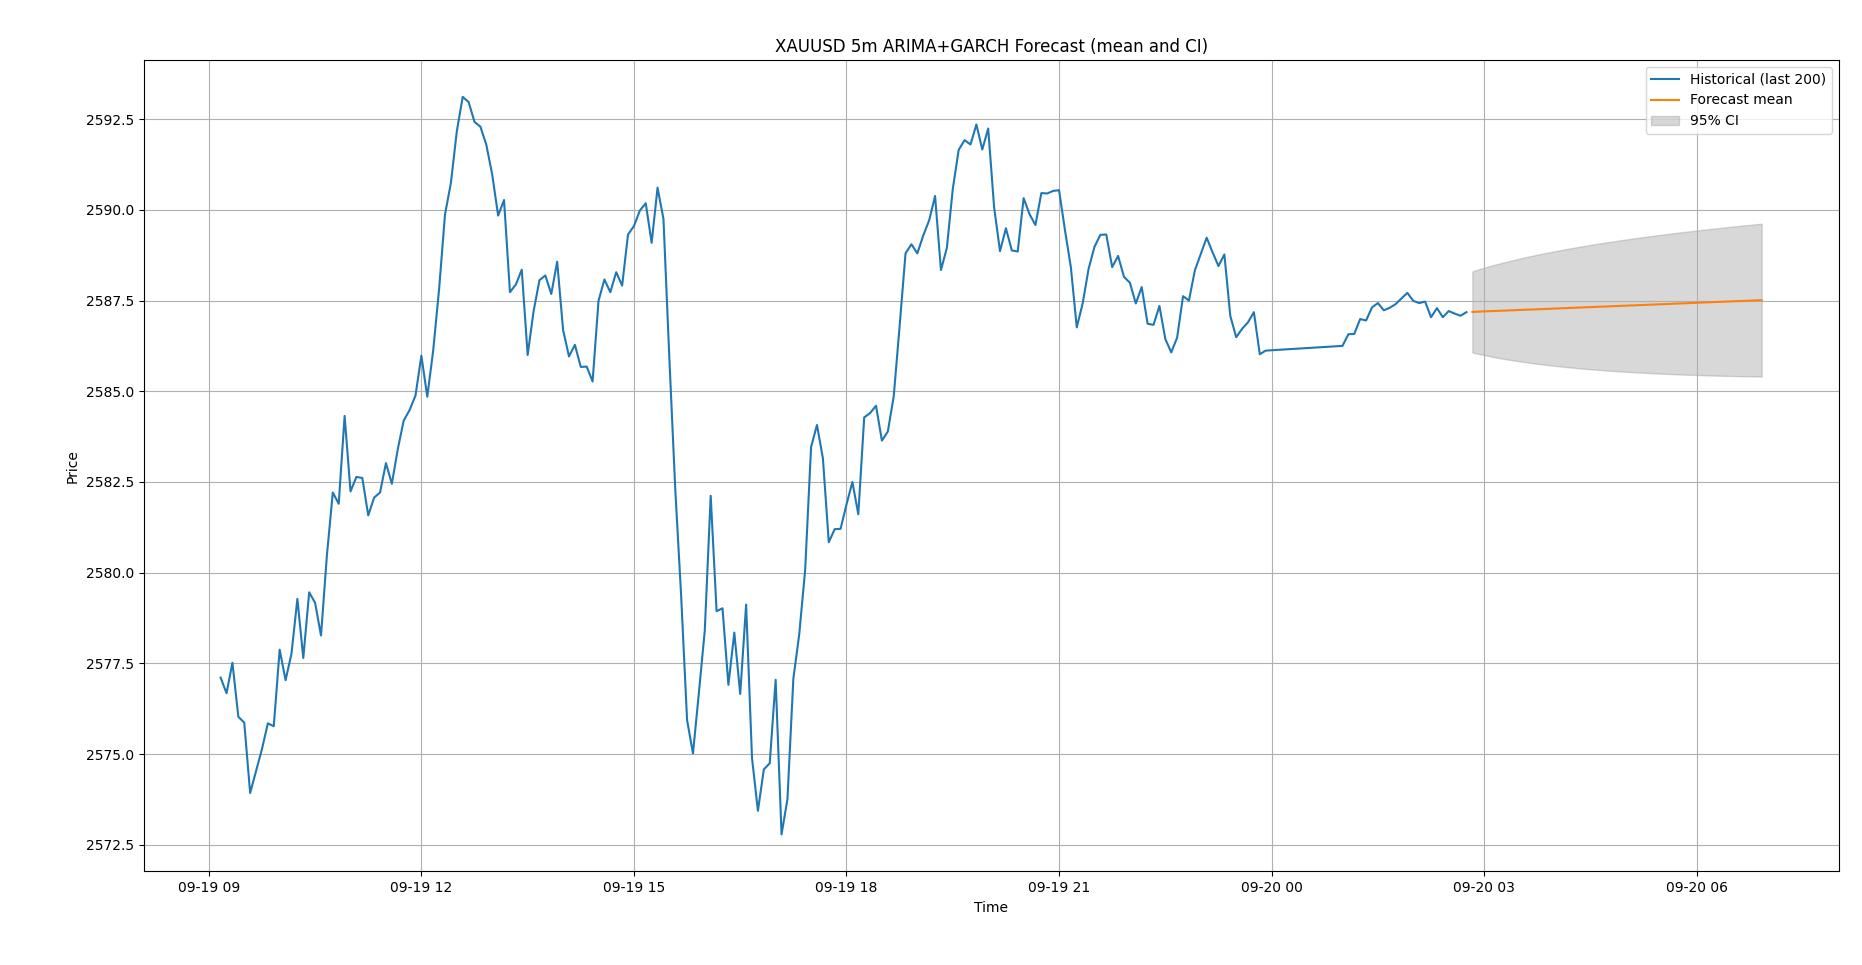 XAUUSD 5m ARIMA+GARCH Forecast (mean and CI)
Historical (last 200)
Forecast mean
95% CI
2592.5
2590.0
2587.5
2585.0
2582.5
2580.0
2577.5
2575.0
2572.5
Price
09-19 09
09-19 12
09-19 15
09-19 18
09-19 21
09-20 00
09-20 03
09-20 06
Time